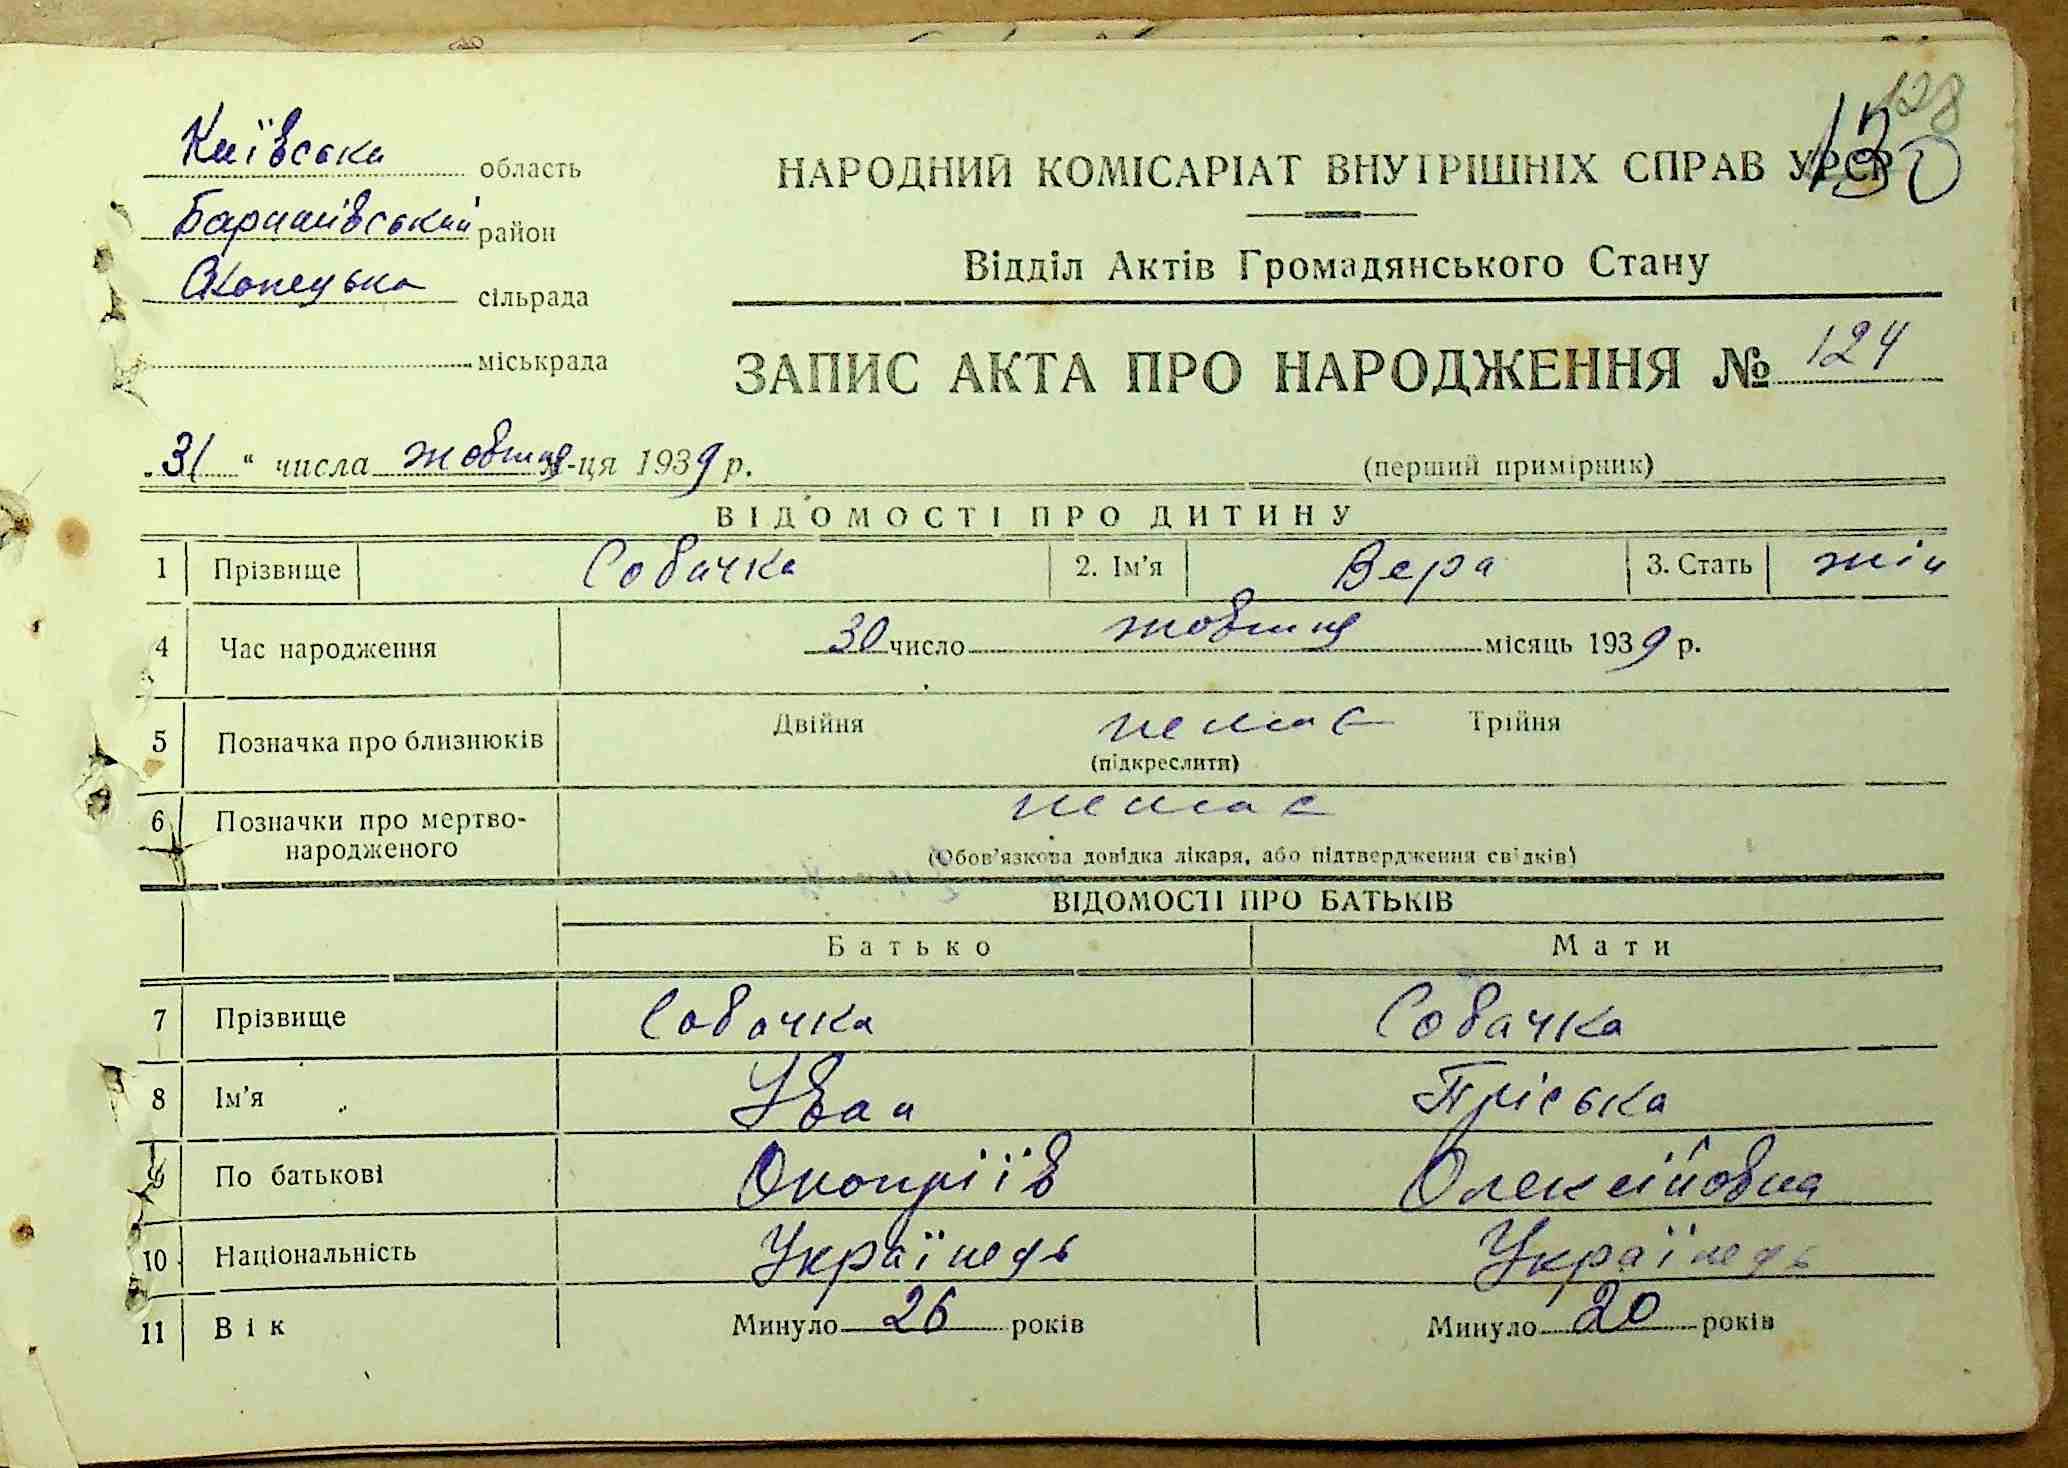 128
130
Київська область
Баришівський район
Скопецька сільрада
міськрада
НАРОДНИЙ КОМІСАРІАТ ВНУТРІШНІХ СПРАВ УРСР
Відділ Актів Громадянського Стану
ЗАПИС АКТА ПРО НАРОДЖЕННЯ № 124
„31“ числа жовтня м-ця 1939 р.
(перший примірник)
ВІДОМОСТІ ПРО ДИТИНУ
1 Прізвище Собачка 2. Ім'я Вера 3. Стать жін
4 Час народження 30 число жовтня місяць 1939 р.
5 Позначка про близнюків Двійня немає Трійня
(підкреслити)
6 Позначки про мертво- немає
народженого (Обов'язкова довідка лікаря, або підтвердження свідків)
ВІДОМОСТІ ПРО БАТЬКІВ
Батько Мати
7 Прізвище Собачка Собачка
8 Ім'я Іван Пріська
9 По батькові Онопріїв Олексійовна
10 Національність Українець Українець
11 Вік Минуло 26 років Минуло 20 років